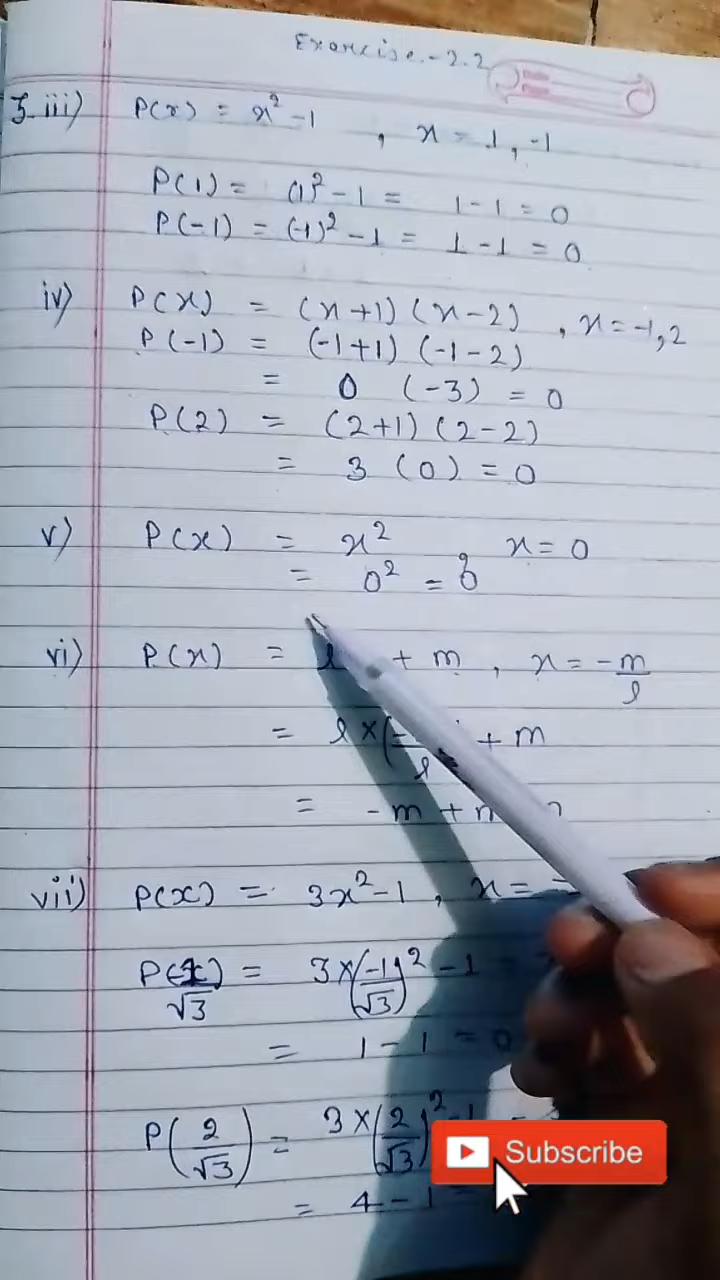 Exercise-2.2
3 iii) P(x) = x² - 1 , x = 1, -1
P(1) = (1)² - 1 = 1 - 1 = 0
P(-1) = (-1)² - 1 = 1 - 1 = 0
iv) P(x) = (x+1) (x-2) , x = -1, 2
P(-1) = (-1+1) (-1-2)
= 0 (-3) = 0
P(2) = (2+1) (2-2)
= 3 (0) = 0
v) P(x) = x² , x = 0
= 0² = 0
vi) P(x) = l + m , x = -m/l
= l × (- /l + m
= -m +
vii) P(x) = 3x² - 1 , x =
= 3 × (-1/√3)² - 1 =
= 1 - 1 = 0
P(2/√3) = 3 × (2/√3)² - 1
= 4 - 1
Subscribe